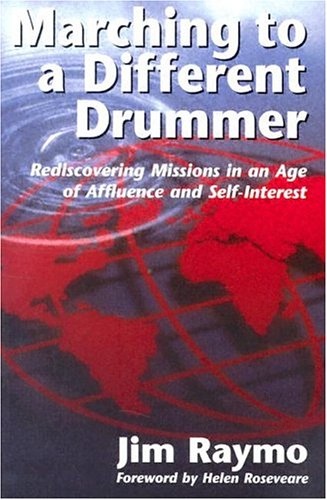 Marching to
a Different
Drummer
Rediscovering Missions in an Age
of Affluence and Self-Interest
Jim Raymo
Foreword by Helen Roseveare